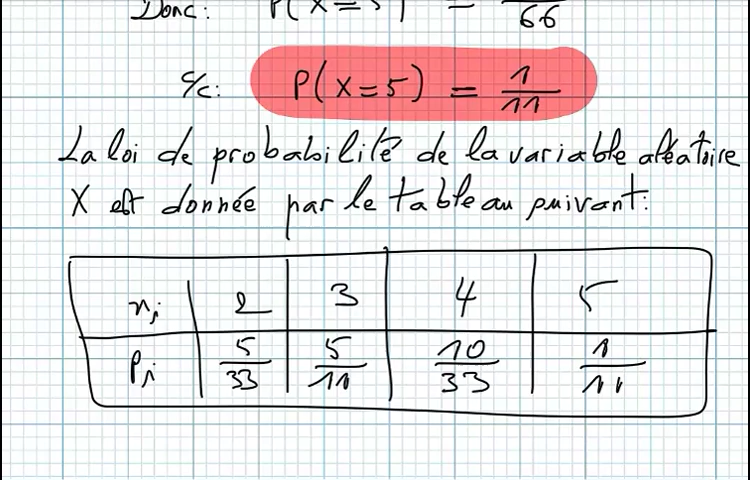 Donc: P(X=5) = 66
c/c: P(X=5) = 1/11
La loi de probabilité de la variable aléatoire
X est donnée par le tableau suivant:
xi 2 3 4 5
Pi 5/33 5/11 10/33 1/11